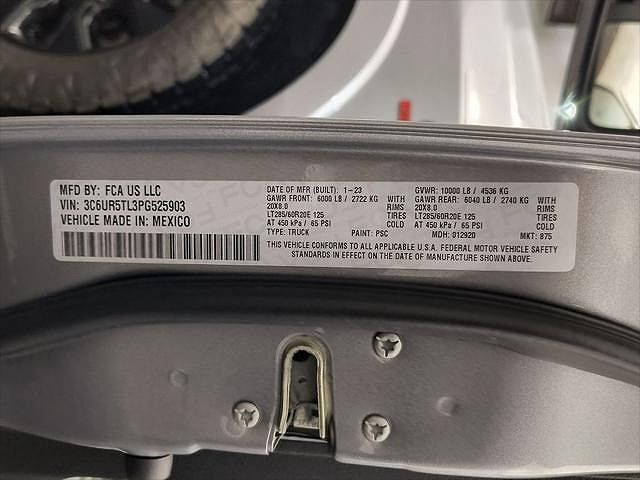 MFD BY: FCA US LLC
VIN: 3C6UR5TL3PG525903
VEHICLE MADE IN: MEXICO
DATE OF MFR (BUILT): 1-23
GAWR FRONT: 6000 LB / 2722 KG WITH
20X8.0 RIMS
LT285/60R20E 125 TIRES
AT 450 kPa / 65 PSI COLD
TYPE: TRUCK PAINT: PSC
GVWR: 10000 LB / 4536 KG
GAWR REAR: 6040 LB / 2740 KG WITH
20X8.0 RIMS
LT285/60R20E 125 TIRES
AT 450 kPa / 65 PSI COLD
MDH: 012920 MKT: 875
THIS VEHICLE CONFORMS TO ALL APPLICABLE U.S.A. FEDERAL MOTOR VEHICLE SAFETY
STANDARDS IN EFFECT ON THE DATE OF MANUFACTURE SHOWN ABOVE.